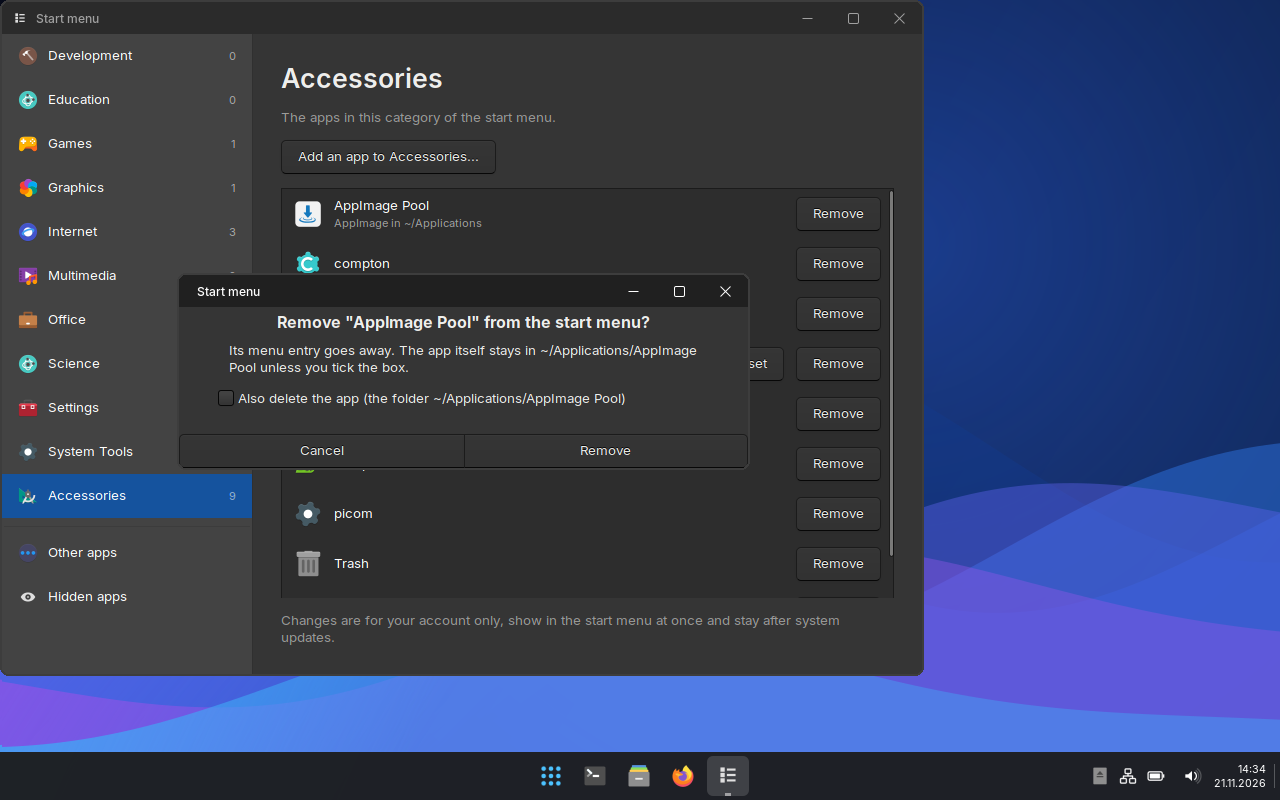 Start menu
Development 0
Education 0
Games 1
Graphics 1
Internet 3
Multimedia
Office
Science
Settings
System Tools
Accessories 9
Other apps
Hidden apps
Accessories
The apps in this category of the start menu.
Add an app to Accessories...
AppImage Pool
AppImage in ~/Applications
Remove
compton
Remove
Remove
set
Remove
Remove
Remove
picom
Remove
Trash
Remove
Changes are for your account only, show in the start menu at once and stay after system
updates.
Start menu
Remove "AppImage Pool" from the start menu?
Its menu entry goes away. The app itself stays in ~/Applications/AppImage
Pool unless you tick the box.
Also delete the app (the folder ~/Applications/AppImage Pool)
Cancel
Remove
14:34
21.11.2026